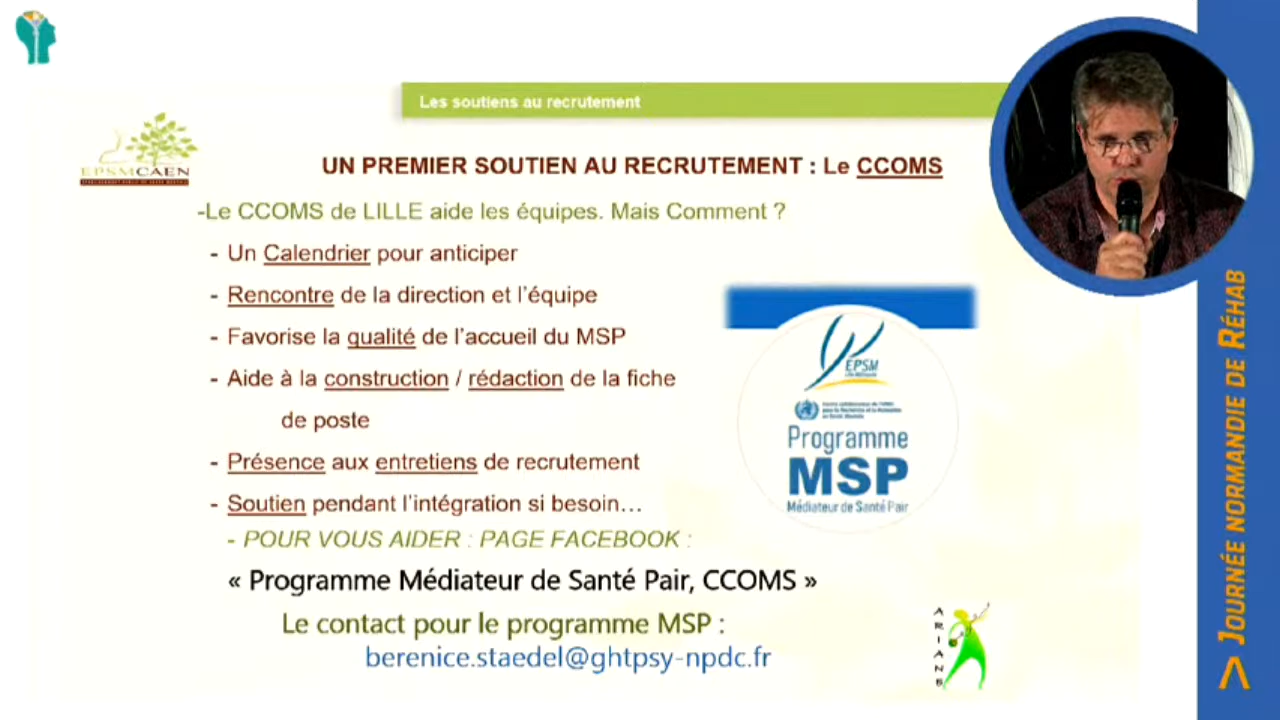 Les soutiens au recrutement
EPSMCAEN
UN PREMIER SOUTIEN AU RECRUTEMENT : Le CCOMS
-Le CCOMS de LILLE aide les équipes. Mais Comment ?
- Un Calendrier pour anticiper
- Rencontre de la direction et l'équipe
- Favorise la qualité de l'accueil du MSP
- Aide à la construction / rédaction de la fiche
de poste
- Présence aux entretiens de recrutement
- Soutien pendant l'intégration si besoin…
- POUR VOUS AIDER : PAGE FACEBOOK :
« Programme Médiateur de Santé Pair, CCOMS »
Le contact pour le programme MSP :
berenice.staedel@ghtpsy-npdc.fr
EPSM
Programme
MSP
Médiateur de Santé Pair
ARIANE
> JOURNÉE NORMANDIE DE RÉHAB